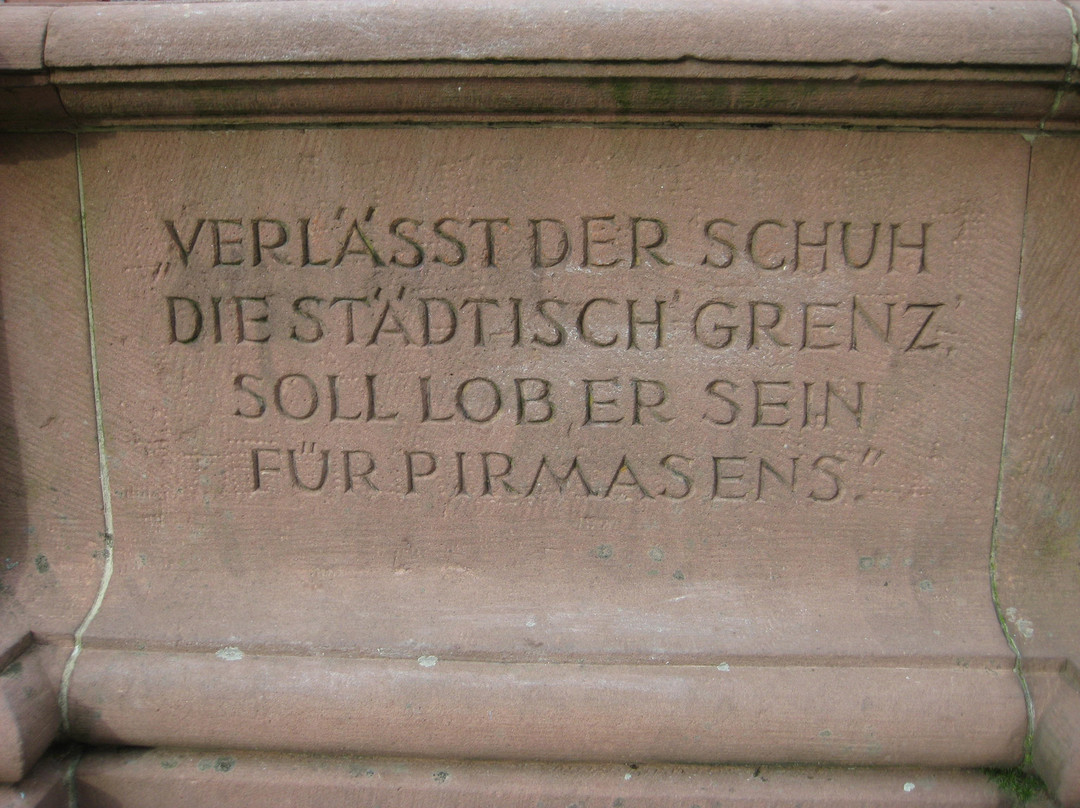 „VERLÄSST DER SCHUH
DIE STÄDTISCH' GRENZ',
SOLL LOB ER SEIN
FÜR PIRMASENS."